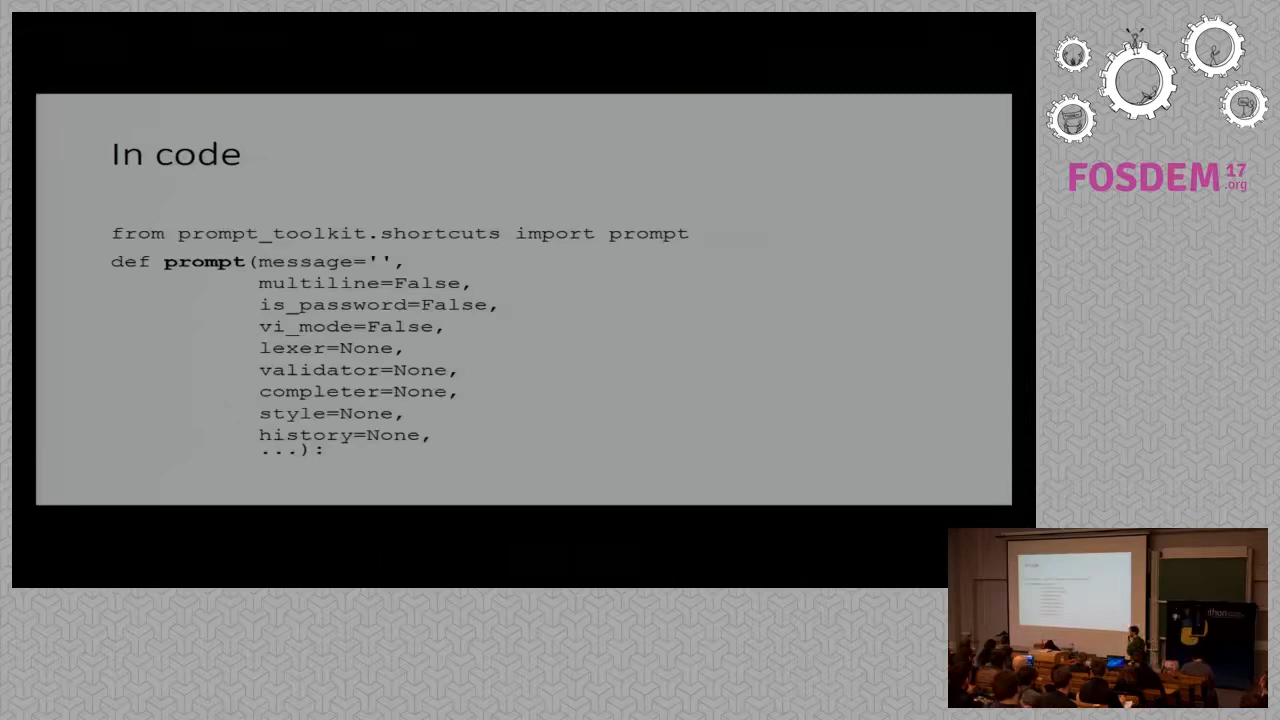 In code
from prompt_toolkit.shortcuts import prompt
def prompt(message='',
multiline=False,
is_password=False,
vi_mode=False,
lexer=None,
validator=None,
completer=None,
style=None,
history=None,
...):
FOSDEM 17
.org
thon